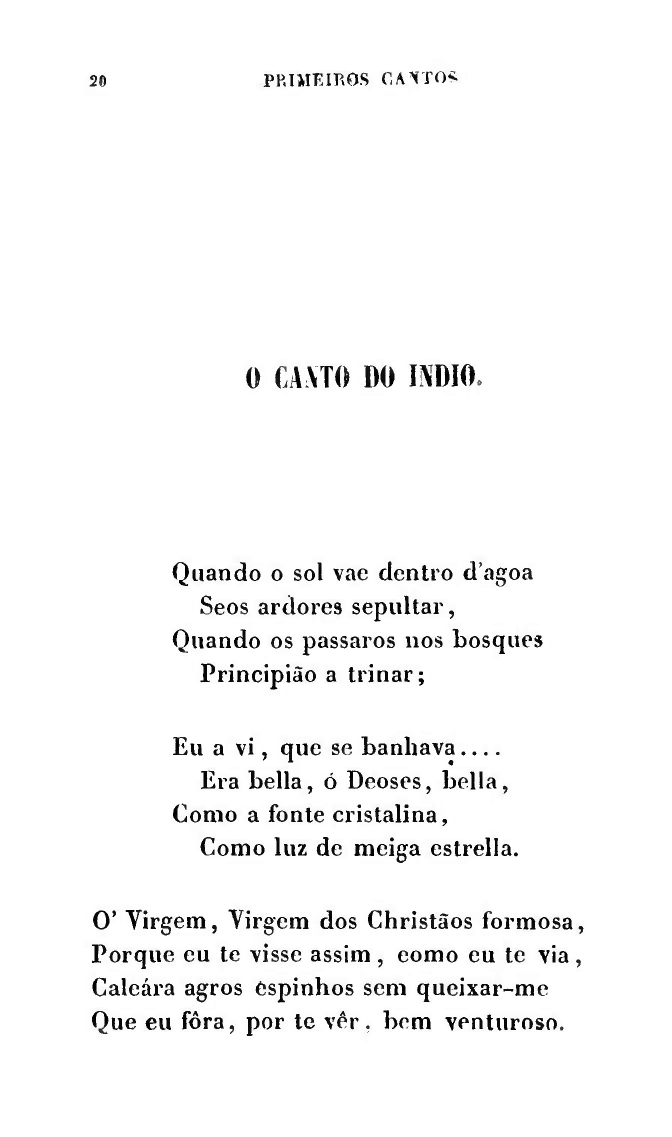 20 PRIMEIROS CANTOS
O CANTO DO INDIO.
Quando o sol vae dentro d'agoa
Seos ardores sepultar,
Quando os passaros nos bosques
Principião a trinar;
Eu a vi, que se banhava....
Era bella, ó Deoses, bella,
Como a fonte cristalina,
Como luz de meiga estrella.
O' Virgem, Virgem dos Christãos formosa,
Porque eu te visse assim, como eu te via,
Calcára agros espinhos sem queixar-me
Que eu fôra, por te vêr, bem venturoso.